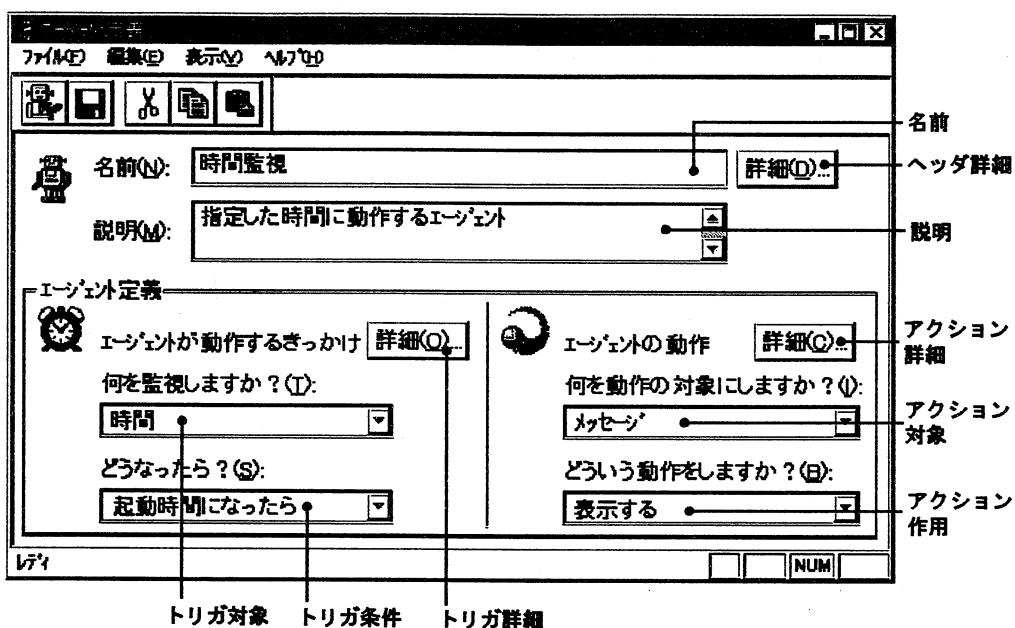 ファイル(F) 編集(E) 表示(V) ヘルプ(H)
名前
名前(N): 時間監視 詳細(D)...
ヘッダ詳細
説明(M): 指定した時間に動作するエージェント
説明
エージェント定義
エージェントが動作するきっかけ 詳細(O)...
エージェントの動作 詳細(C)...
アクション
詳細
何を監視しますか?(T):
何を動作の対象にしますか?(I):
時間
メッセージ
アクション
対象
どうなったら?(S):
どういう動作をしますか?(B):
起動時間になったら
表示する
アクション
作用
レディ
NUM
トリガ対象 トリガ条件 トリガ詳細